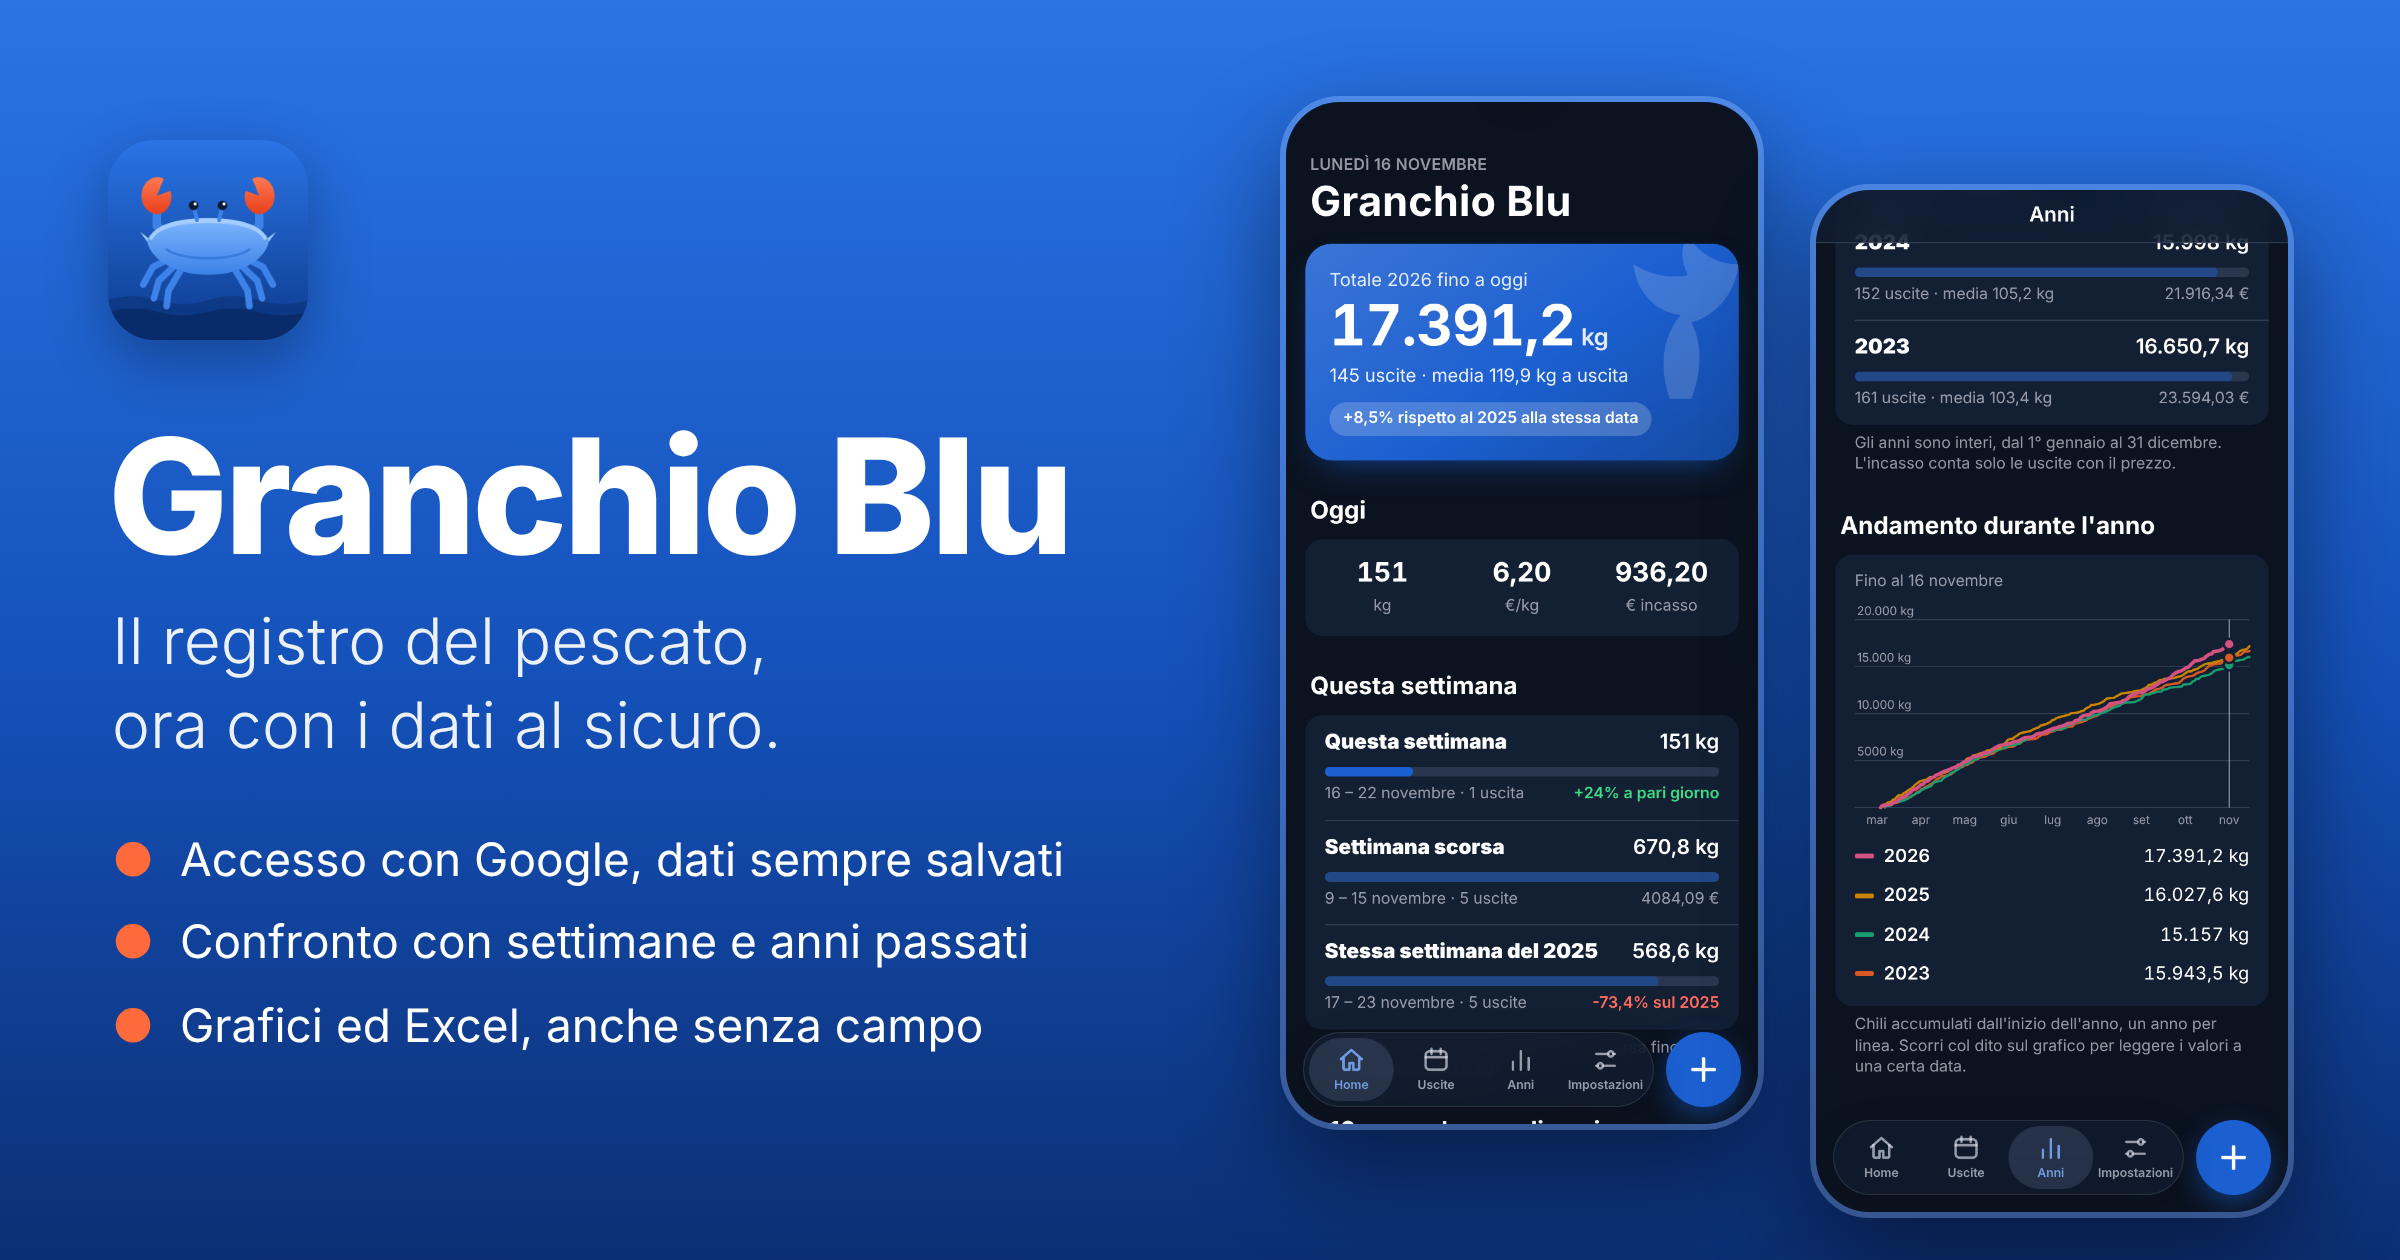 Granchio Blu
Il registro del pescato,
ora con i dati al sicuro.
Accesso con Google, dati sempre salvati
Confronto con settimane e anni passati
Grafici ed Excel, anche senza campo
LUNEDÌ 16 NOVEMBRE
Granchio Blu
Totale 2026 fino a oggi
17.391,2 kg
145 uscite · media 119,9 kg a uscita
+8,5% rispetto al 2025 alla stessa data
Oggi
151 6,20 936,20
kg €/kg € incasso
Questa settimana
Questa settimana 151 kg
16 – 22 novembre · 1 uscita +24% a pari giorno
Settimana scorsa 670,8 kg
9 – 15 novembre · 5 uscite 4084,09 €
Stessa settimana del 2025 568,6 kg
17 – 23 novembre · 5 uscite -73,4% sul 2025
Home Uscite Anni Impostazioni
Anni
2024 15.998 kg
152 uscite · media 105,2 kg 21.916,34 €
2023 16.650,7 kg
161 uscite · media 103,4 kg 23.594,03 €
Gli anni sono interi, dal 1° gennaio al 31 dicembre.
L'incasso conta solo le uscite con il prezzo.
Andamento durante l'anno
Fino al 16 novembre
20.000 kg
15.000 kg
10.000 kg
5000 kg
mar apr mag giu lug ago set ott nov
2026 17.391,2 kg
2025 16.027,6 kg
2024 15.157 kg
2023 15.943,5 kg
Chili accumulati dall'inizio dell'anno, un anno per
linea. Scorri col dito sul grafico per leggere i valori a
una certa data.
Home Uscite Anni Impostazioni